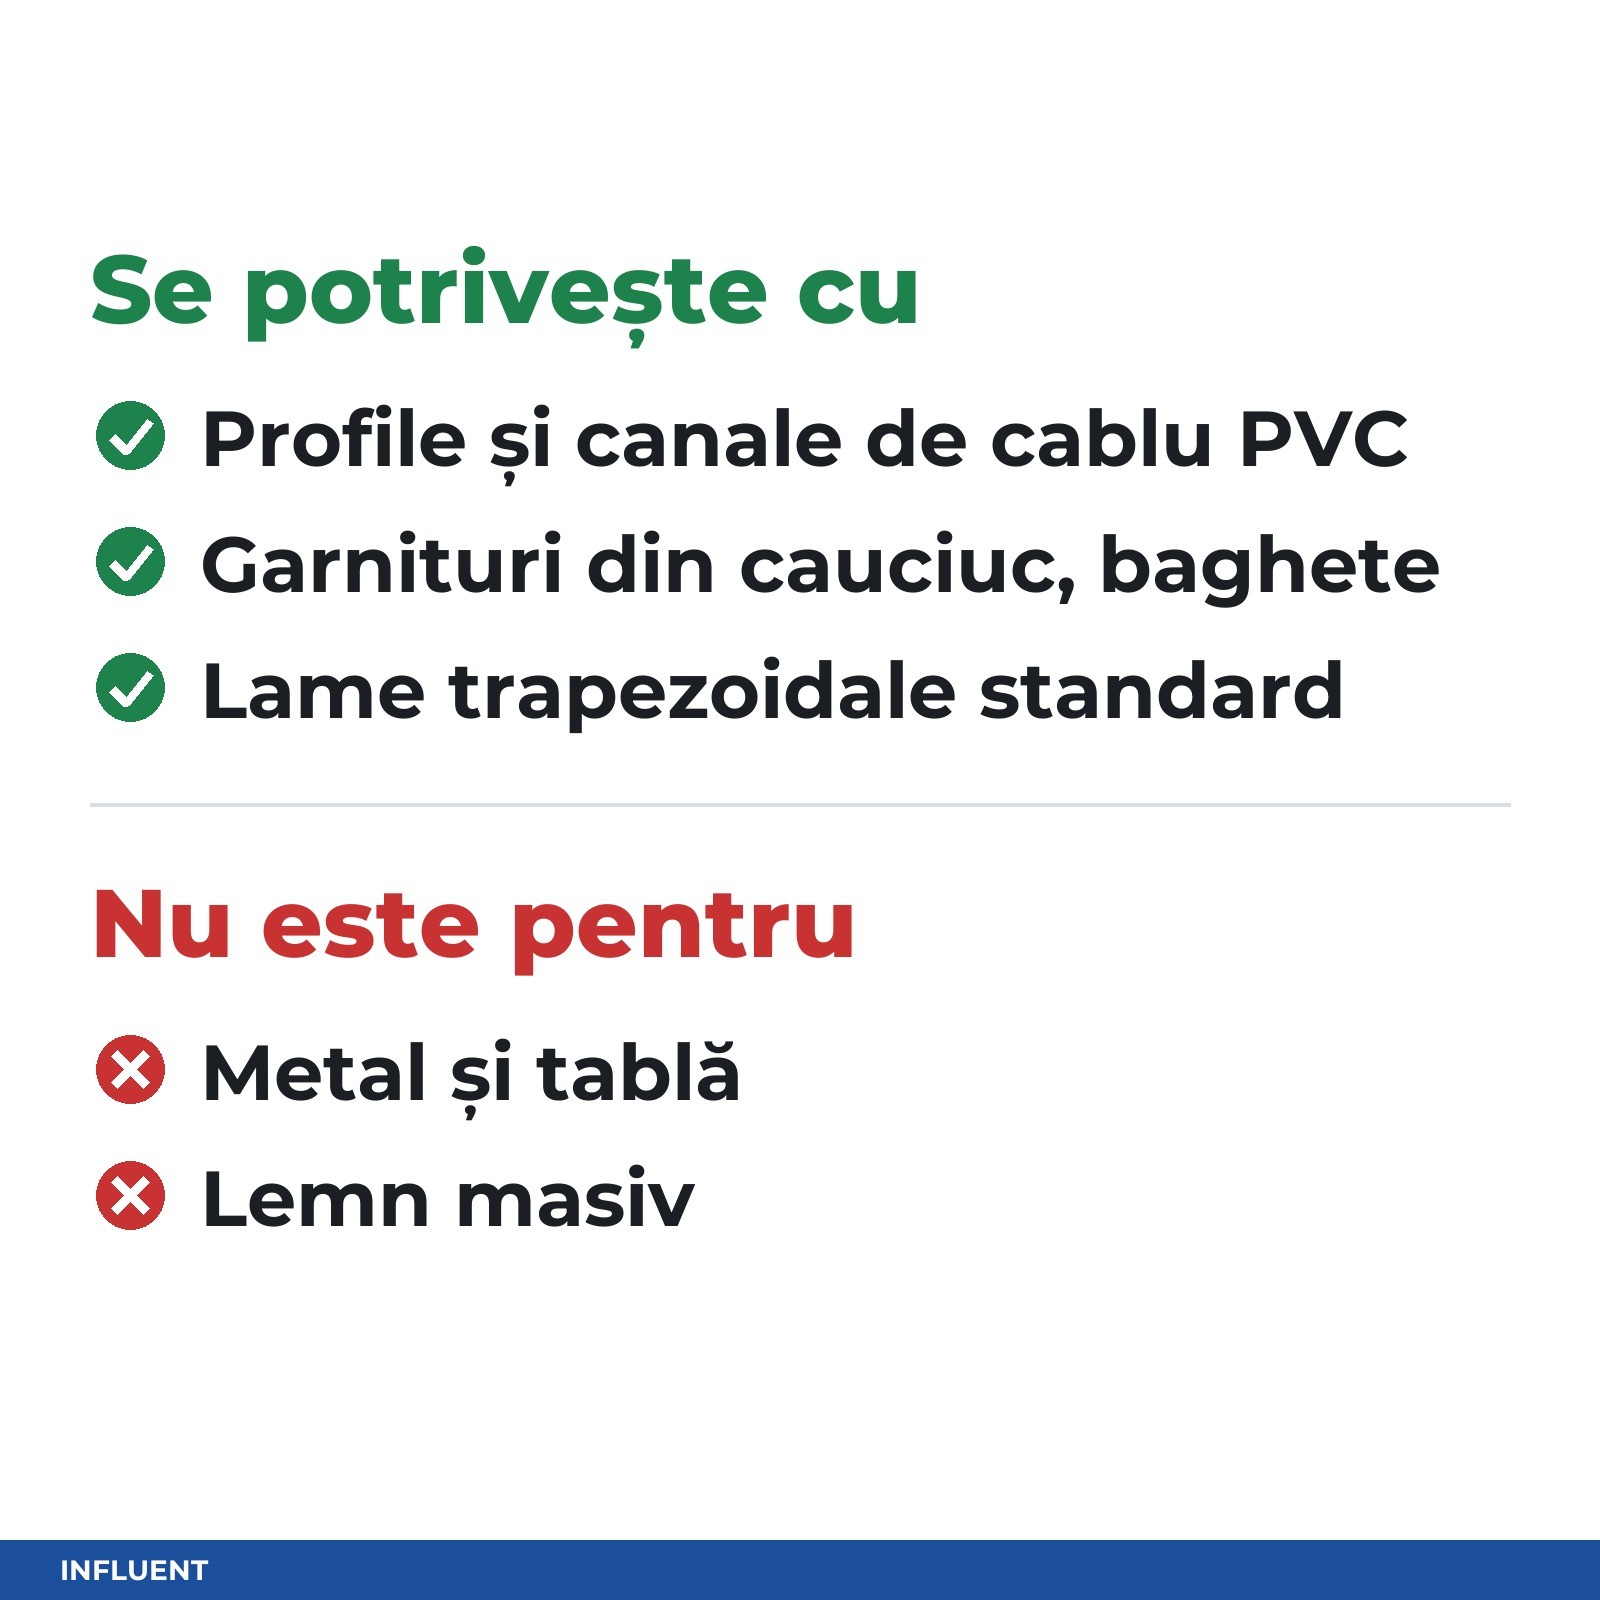 Se potrivește cu
Profile și canale de cablu PVC
Garnituri din cauciuc, baghete
Lame trapezoidale standard
Nu este pentru
Metal și tablă
Lemn masiv
INFLUENT